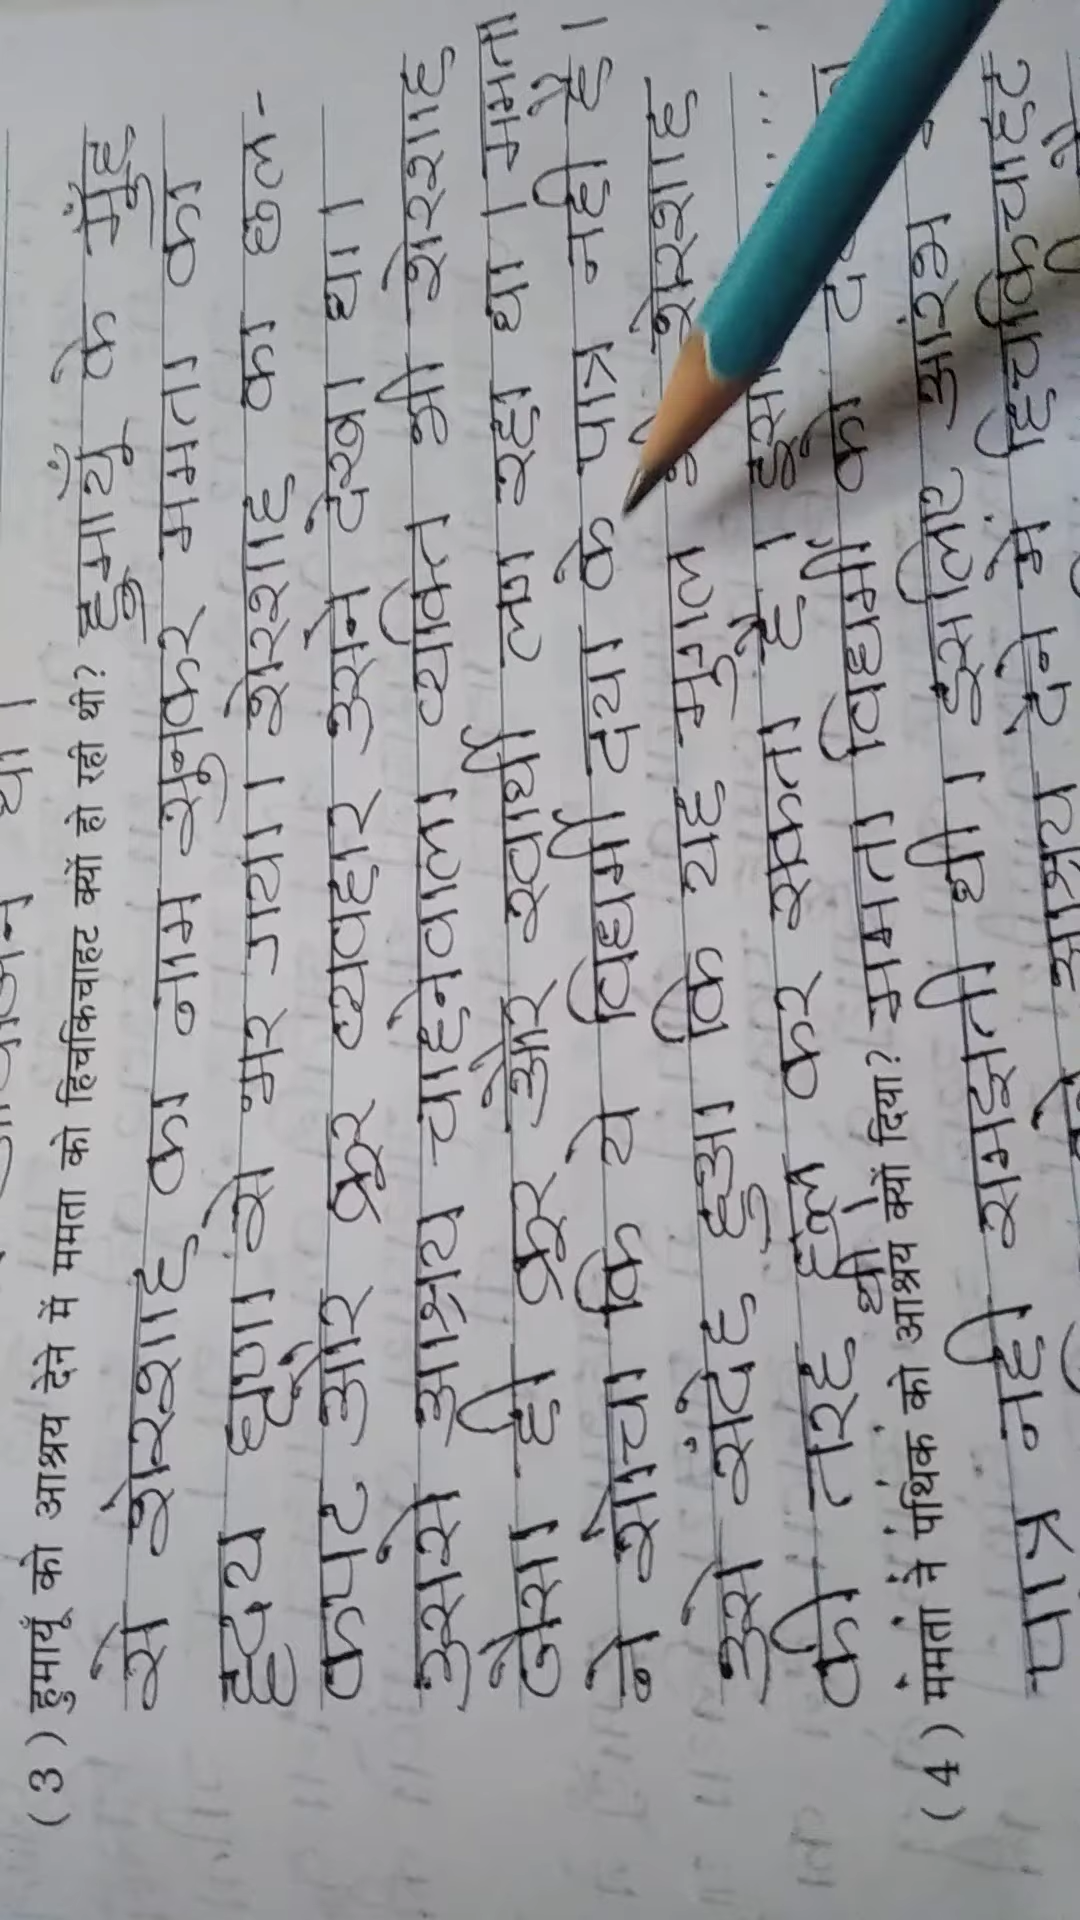 था।
(3) हुमायूँ को आश्रय देने में ममता को हिचकिचाहट क्यों हो रही थी? हुमायुँ के मुँह
से शेरशाह का नाम सुनकर ममता का
हृदय घृणा से भर गया। शेरशाह का छल-
कपट और क्रूर व्यवहार उसने देखा था।
उससे आश्रय चाहनेवाला व्यक्ति भी शेरशाह
जैसा ही क्रूर और स्वार्थी लग रहा था। ममता
ने सोचा कि ये विधर्मी दया के पात्र नहीं हैं।
उसे संदेह हुआ कि यह मुगल शेरशाह
की तरह छल कर सकता है।
(4) ममता ने पथिक को आश्रय क्यों दिया? ममता विधर्मी को
पात्र नहीं समझती थी। इसलिए आरंभ
आश्रय देने में हिचकिचाहट